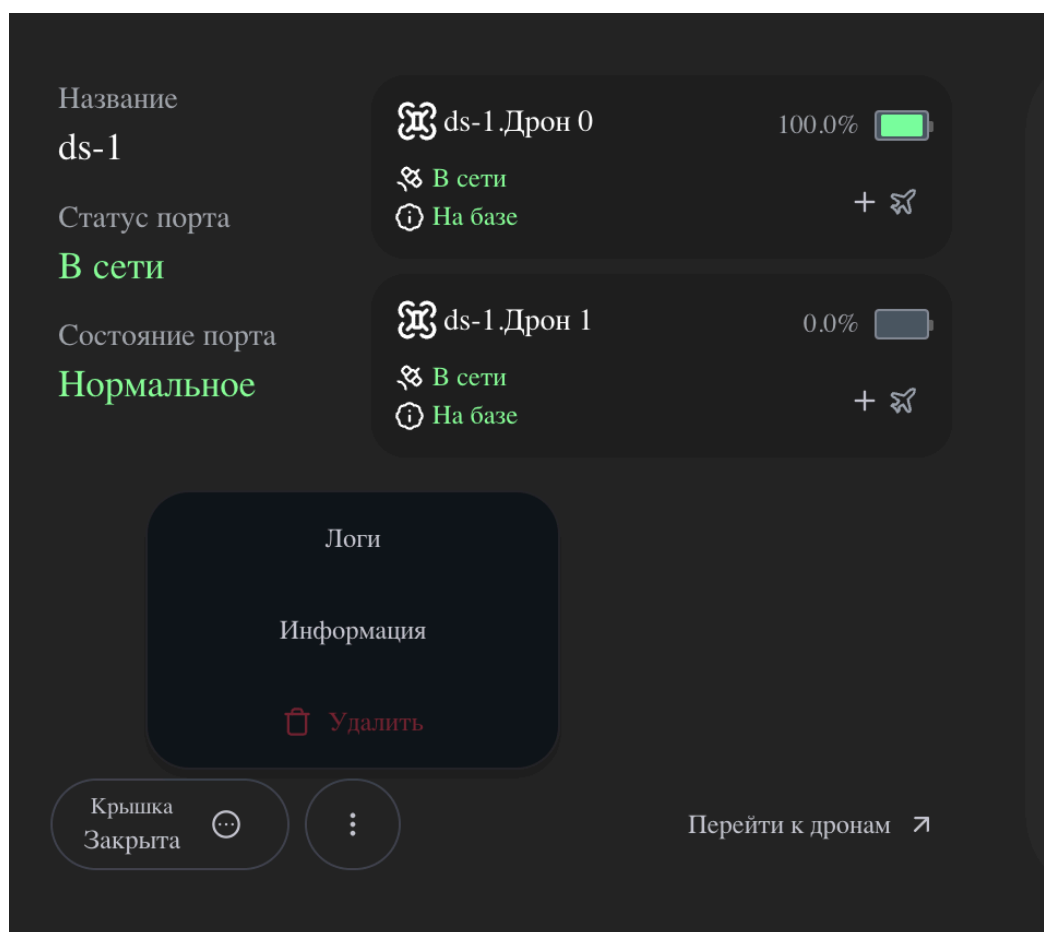 Название
ds-1
Статус порта
В сети
Состояние порта
Нормальное
ds-1.Дрон 0
100.0%
В сети
На базе
ds-1.Дрон 1
0.0%
В сети
На базе
Логи
Информация
Удалить
Крышка
Закрыта
Перейти к дронам